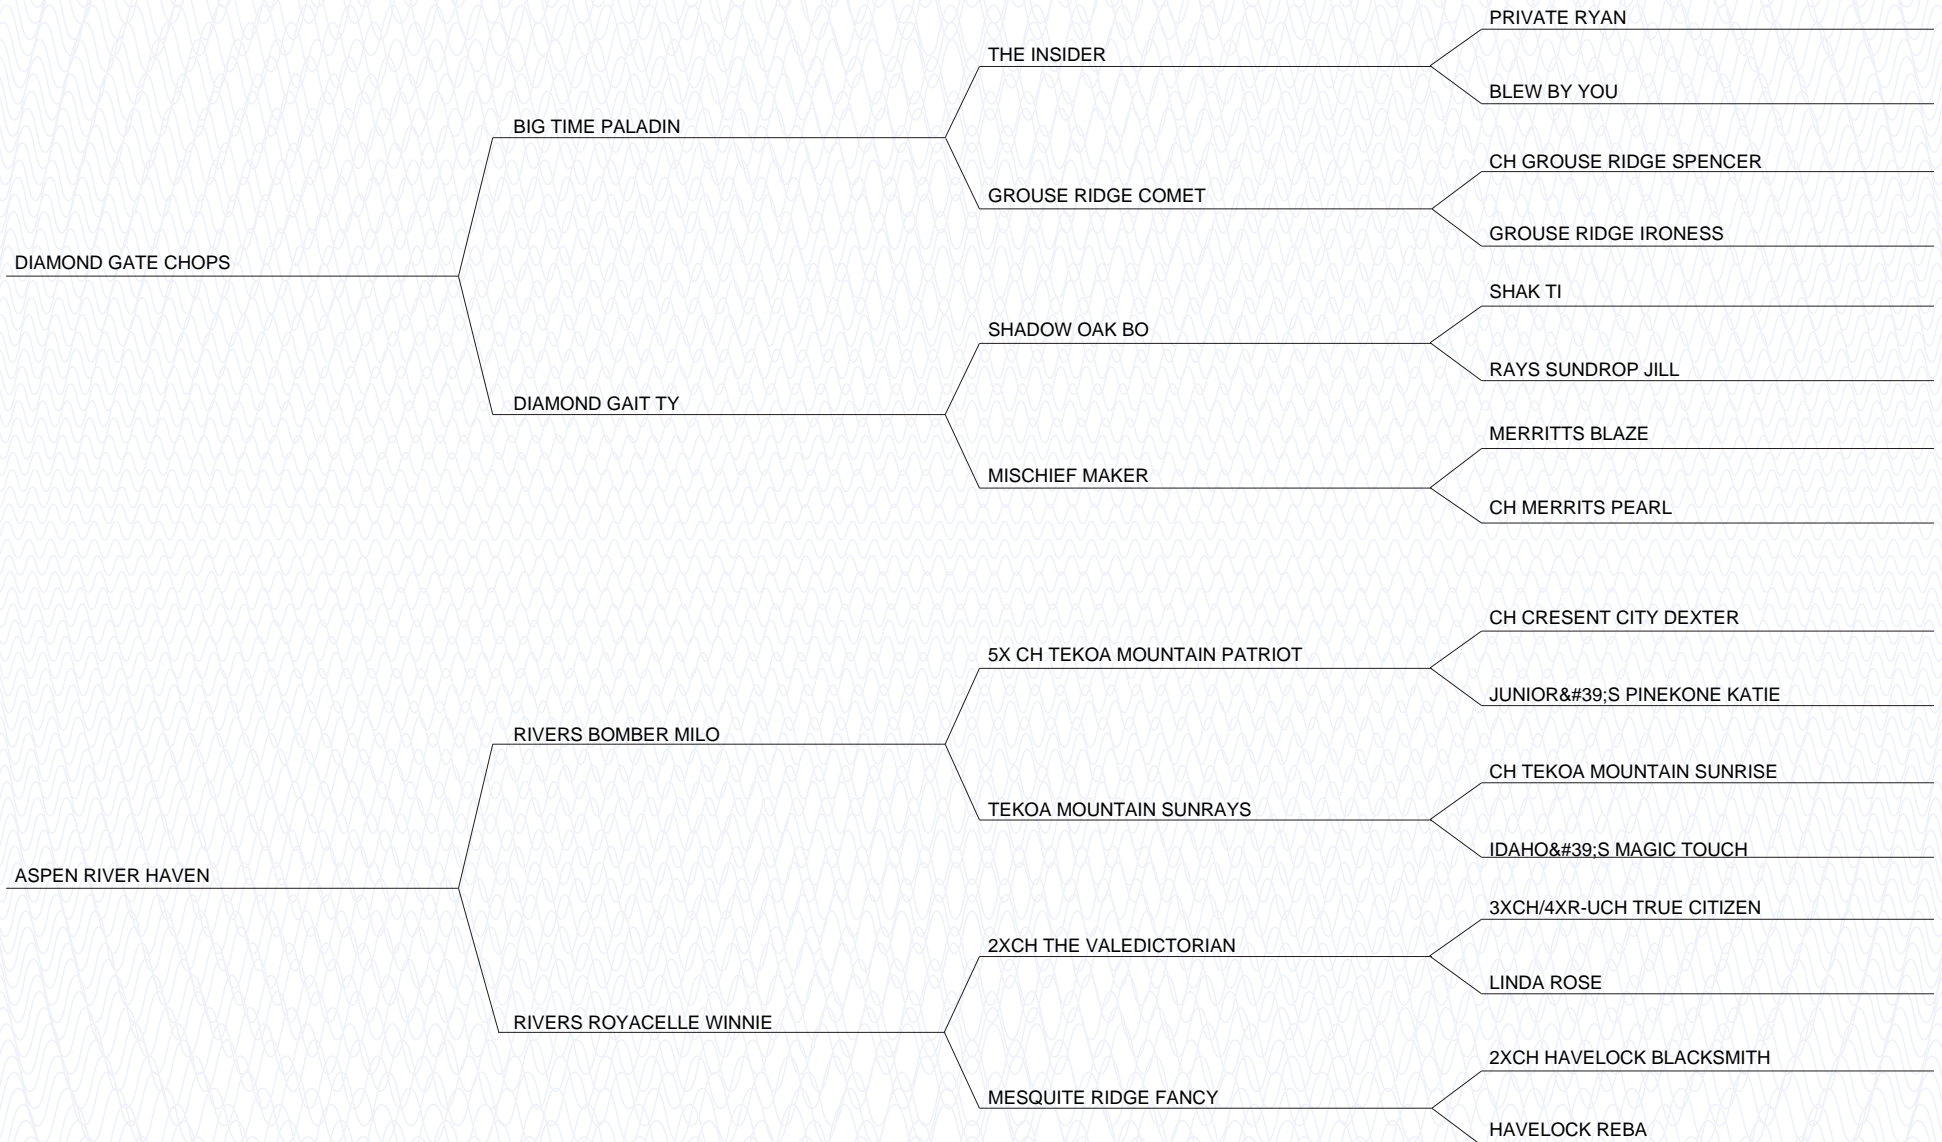 PRIVATE RYAN
THE INSIDER
BLEW BY YOU
BIG TIME PALADIN
CH GROUSE RIDGE SPENCER
GROUSE RIDGE COMET
GROUSE RIDGE IRONESS
DIAMOND GATE CHOPS
SHAK TI
SHADOW OAK BO
RAYS SUNDROP JILL
DIAMOND GAIT TY
MERRITTS BLAZE
MISCHIEF MAKER
CH MERRITS PEARL
CH CRESENT CITY DEXTER
5X CH TEKOA MOUNTAIN PATRIOT
JUNIOR&#39;S PINEKONE KATIE
RIVERS BOMBER MILO
CH TEKOA MOUNTAIN SUNRISE
TEKOA MOUNTAIN SUNRAYS
IDAHO&#39;S MAGIC TOUCH
ASPEN RIVER HAVEN
3XCH/4XR-UCH TRUE CITIZEN
2XCH THE VALEDICTORIAN
LINDA ROSE
RIVERS ROYACELLE WINNIE
2XCH HAVELOCK BLACKSMITH
MESQUITE RIDGE FANCY
HAVELOCK REBA